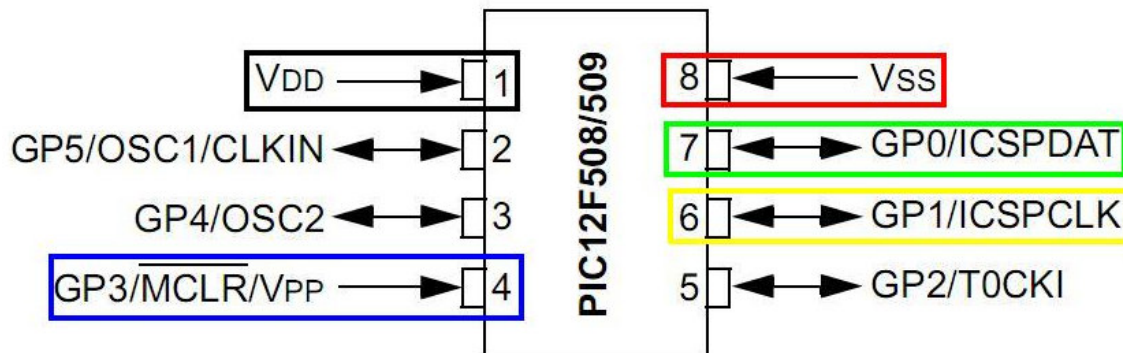 VDD 1
GP5/OSC1/CLKIN 2
GP4/OSC2 3
GP3/MCLR/VPP 4
PIC12F508/509
8 VSS
7 GP0/ICSPDAT
6 GP1/ICSPCLK
5 GP2/T0CKI